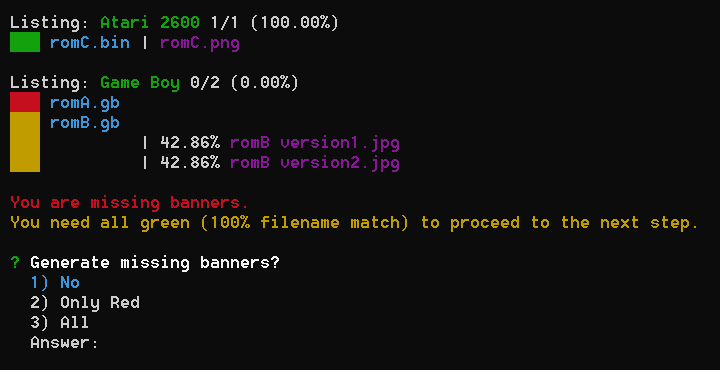 Listing: Atari 2600 1/1 (100.00%)
romC.bin | romC.png
Listing: Game Boy 0/2 (0.00%)
romA.gb
romB.gb
| 42.86% romB version1.jpg
| 42.86% romB version2.jpg
You are missing banners.
You need all green (100% filename match) to proceed to the next step.
? Generate missing banners?
1) No
2) Only Red
3) All
Answer: